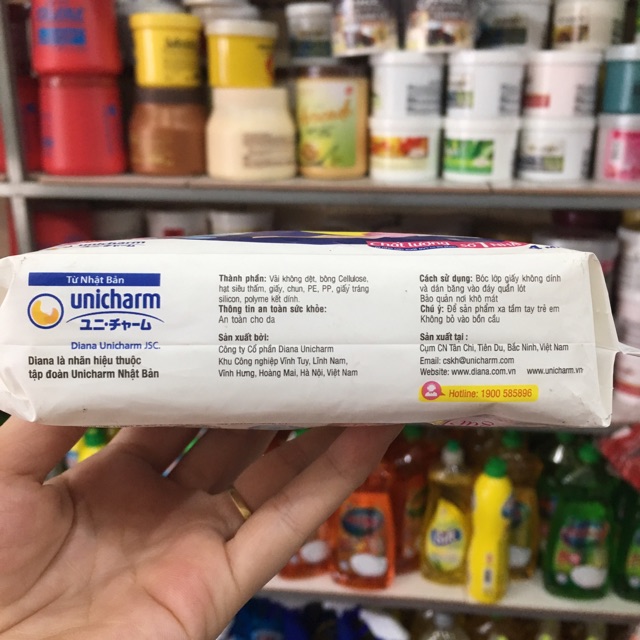 Chất lượng số 1
Từ Nhật Bản
unicharm
ユニ・チャーム
Diana Unicharm JSC.
Diana là nhãn hiệu thuộc
tập đoàn Unicharm Nhật Bản
Thành phần: Vải không dệt, bông Cellulose,
hạt siêu thấm, giấy, chun, PE, PP, giấy tráng
silicon, polyme kết dính.
Thông tin an toàn sức khỏe:
An toàn cho da
Sản xuất bởi:
Công ty Cổ phần Diana Unicharm
Khu Công nghiệp Vĩnh Tuy, Lĩnh Nam,
Vĩnh Hưng, Hoàng Mai, Hà Nội, Việt Nam
Cách sử dụng: Bóc lớp giấy không dính
và dán băng vào đáy quần lót
Bảo quản nơi khô mát
Chú ý: Để sản phẩm xa tầm tay trẻ em
Không bỏ vào bồn cầu
Sản xuất tại :
Cụm CN Tân Chi, Tiên Du, Bắc Ninh, Việt Nam
Email: cskh@unicharm.com
Website: www.diana.com.vn www.unicharm.vn
Hotline: 1900 585896